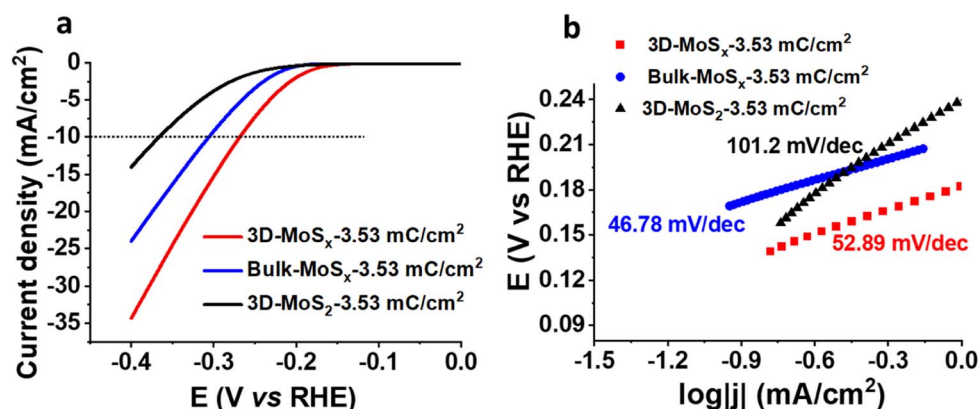 a
Current density (mA/cm²)
0
-5
-10
-15
-20
-25
-30
-35
3D-MoSₓ-3.53 mC/cm²
Bulk-MoSₓ-3.53 mC/cm²
3D-MoS₂-3.53 mC/cm²
-0.4
-0.3
-0.2
-0.1
0.0
E (V vs RHE)
b
3D-MoSₓ-3.53 mC/cm²
Bulk-MoSₓ-3.53 mC/cm²
3D-MoS₂-3.53 mC/cm²
E (V vs RHE)
0.24
0.21
0.18
0.15
0.12
0.09
101.2 mV/dec
46.78 mV/dec
52.89 mV/dec
-1.5
-1.2
-0.9
-0.6
-0.3
0.0
log|j| (mA/cm²)